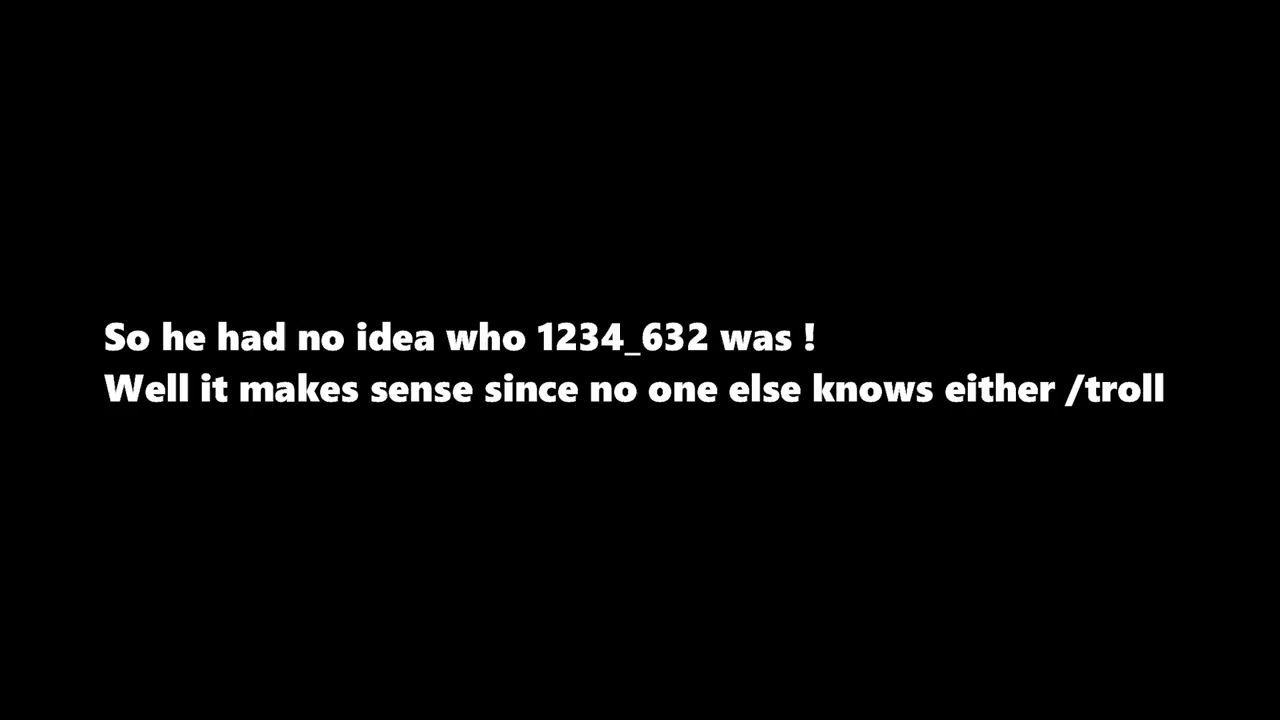 So he had no idea who 1234_632 was !
Well it makes sense since no one else knows either /troll